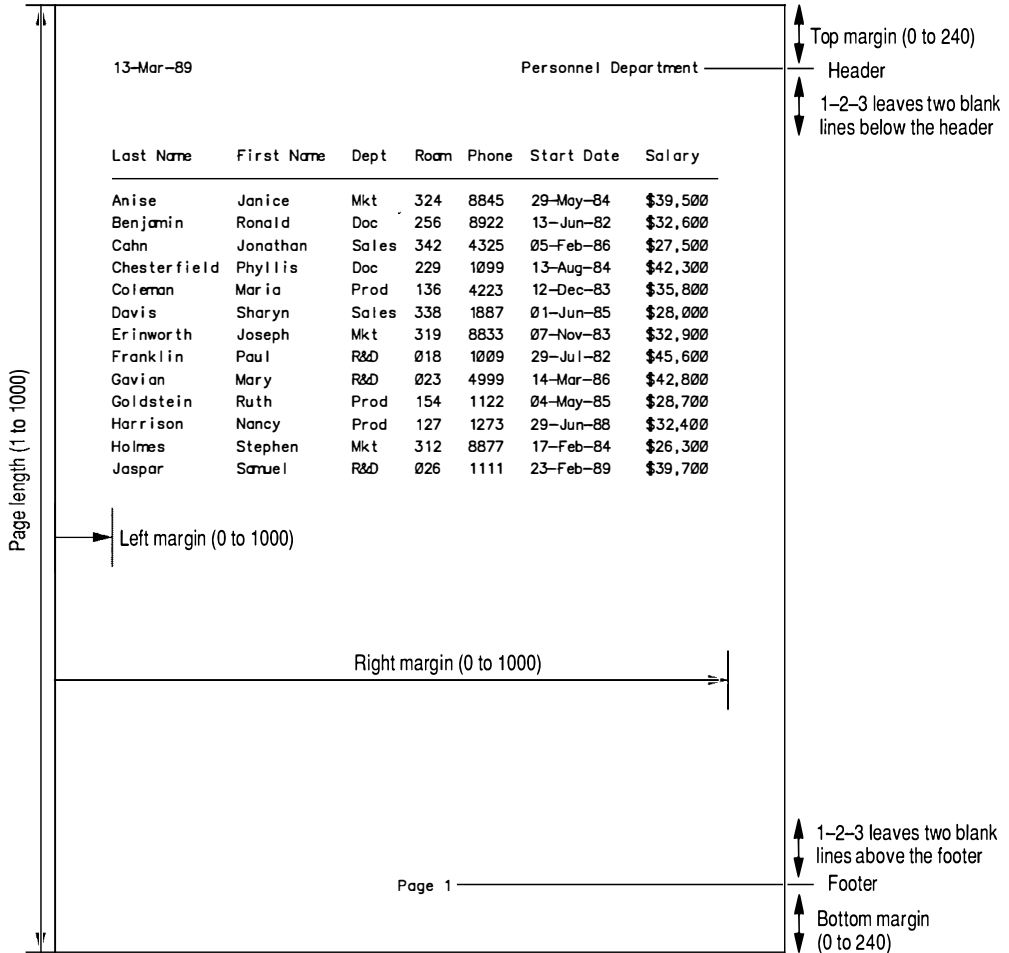 Top margin (0 to 240)
13–Mar–89 Personnel Department
Header
1–2–3 leaves two blank
lines below the header
Last Name First Name Dept Room Phone Start Date Salary
Anise Janice Mkt 324 8845 29–May–84 $39,500
Benjamin Ronald Doc 256 8922 13–Jun–82 $32,600
Cahn Jonathan Sales 342 4325 05–Feb–86 $27,500
Chesterfield Phyllis Doc 229 1099 13–Aug–84 $42,300
Coleman Maria Prod 136 4223 12–Dec–83 $35,800
Davis Sharyn Sales 338 1887 01–Jun–85 $28,000
Erinworth Joseph Mkt 319 8833 07–Nov–83 $32,900
Franklin Paul R&D 018 1009 29–Jul–82 $45,600
Gavian Mary R&D 023 4999 14–Mar–86 $42,800
Goldstein Ruth Prod 154 1122 04–May–85 $28,700
Harrison Nancy Prod 127 1273 29–Jun–88 $32,400
Holmes Stephen Mkt 312 8877 17–Feb–84 $26,300
Jaspar Samuel R&D 026 1111 23–Feb–89 $39,700
Page length (1 to 1000)
Left margin (0 to 1000)
Right margin (0 to 1000)
1–2–3 leaves two blank
lines above the footer
Page 1
Footer
Bottom margin
(0 to 240)